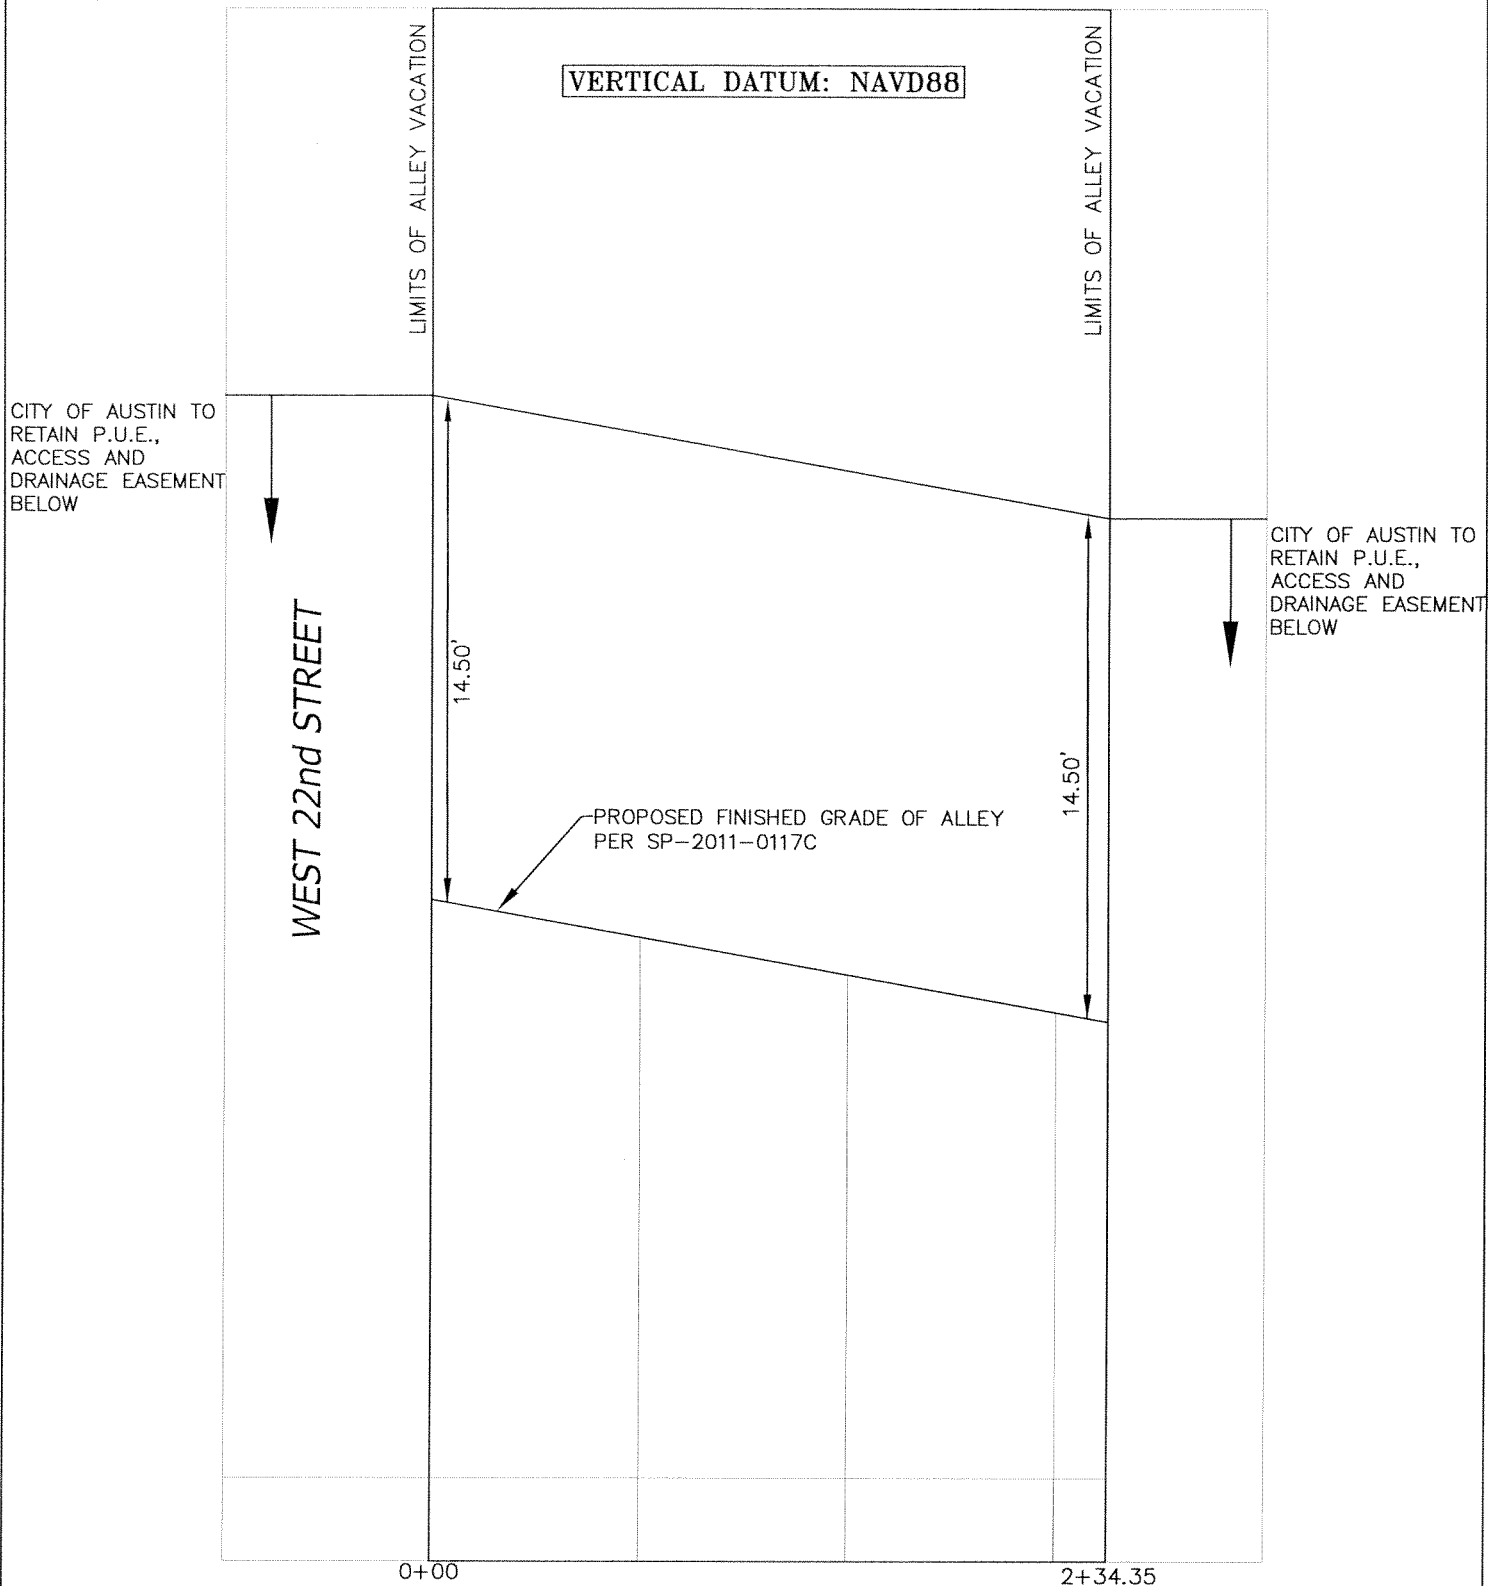 VERTICAL DATUM: NAVD88
LIMITS OF ALLEY VACATION
LIMITS OF ALLEY VACATION
CITY OF AUSTIN TO
RETAIN P.U.E.,
ACCESS AND
DRAINAGE EASEMENT
BELOW
CITY OF AUSTIN TO
RETAIN P.U.E.,
ACCESS AND
DRAINAGE EASEMENT
BELOW
WEST 22nd STREET
14.50'
14.50'
PROPOSED FINISHED GRADE OF ALLEY
PER SP-2011-0117C
0+00
2+34.35